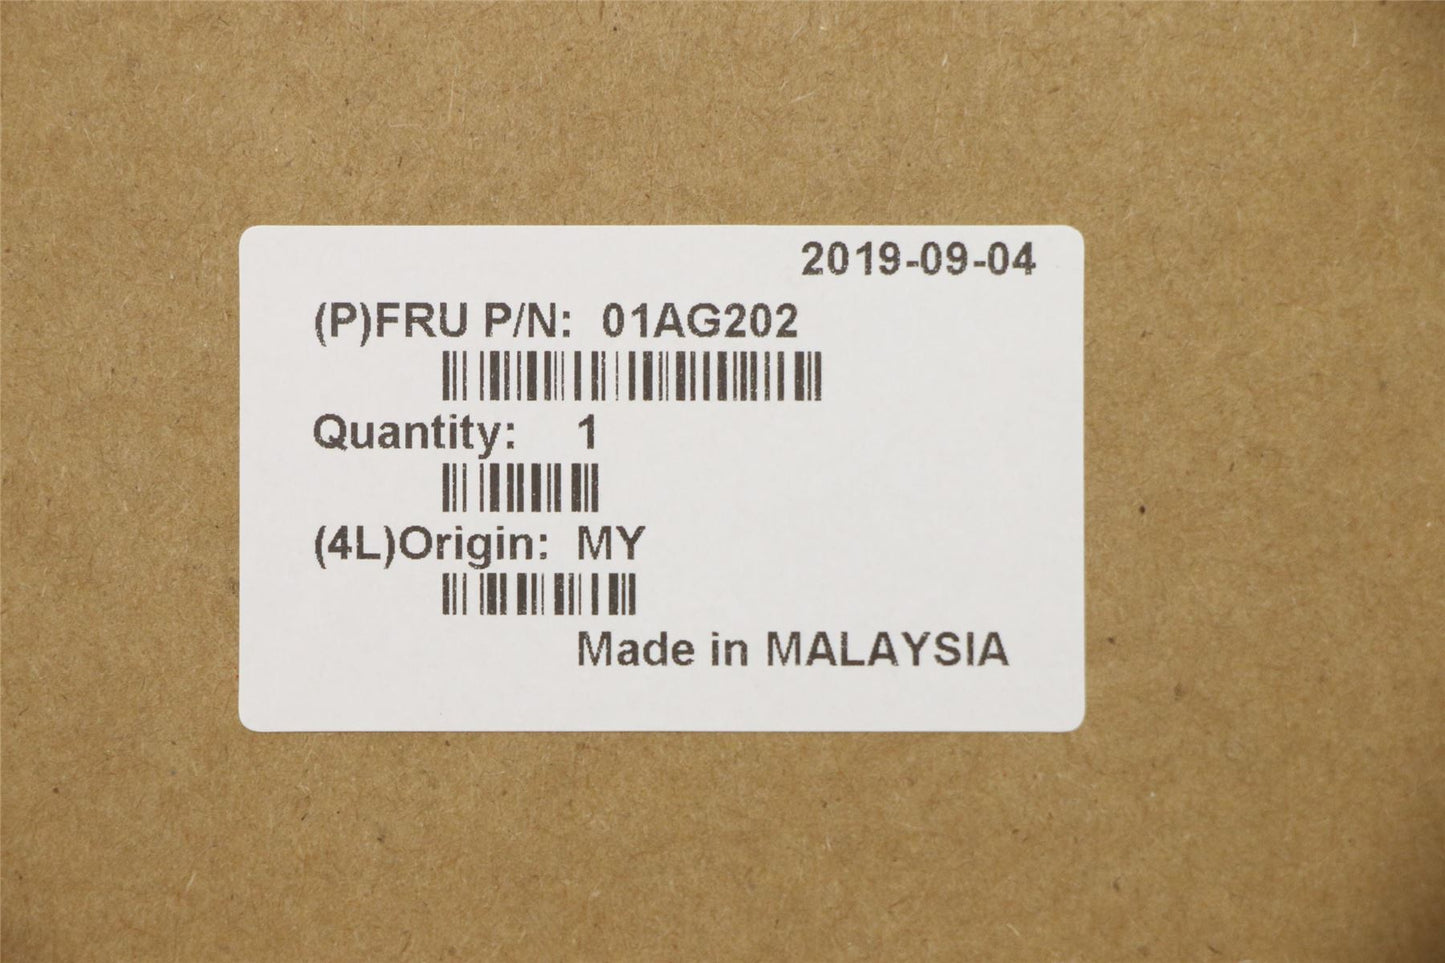 2019-09-04
(P)FRU P/N: 01AG202
Quantity: 1
(4L)Origin: MY
Made in MALAYSIA